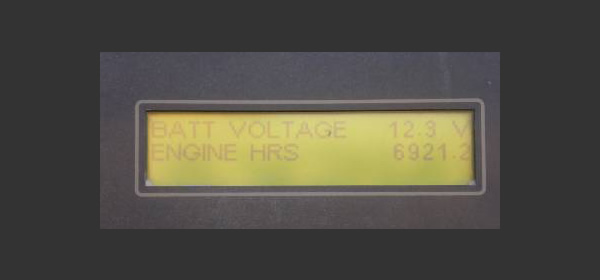 BATT VOLTAGE 12.3 V
ENGINE HRS 6921.2